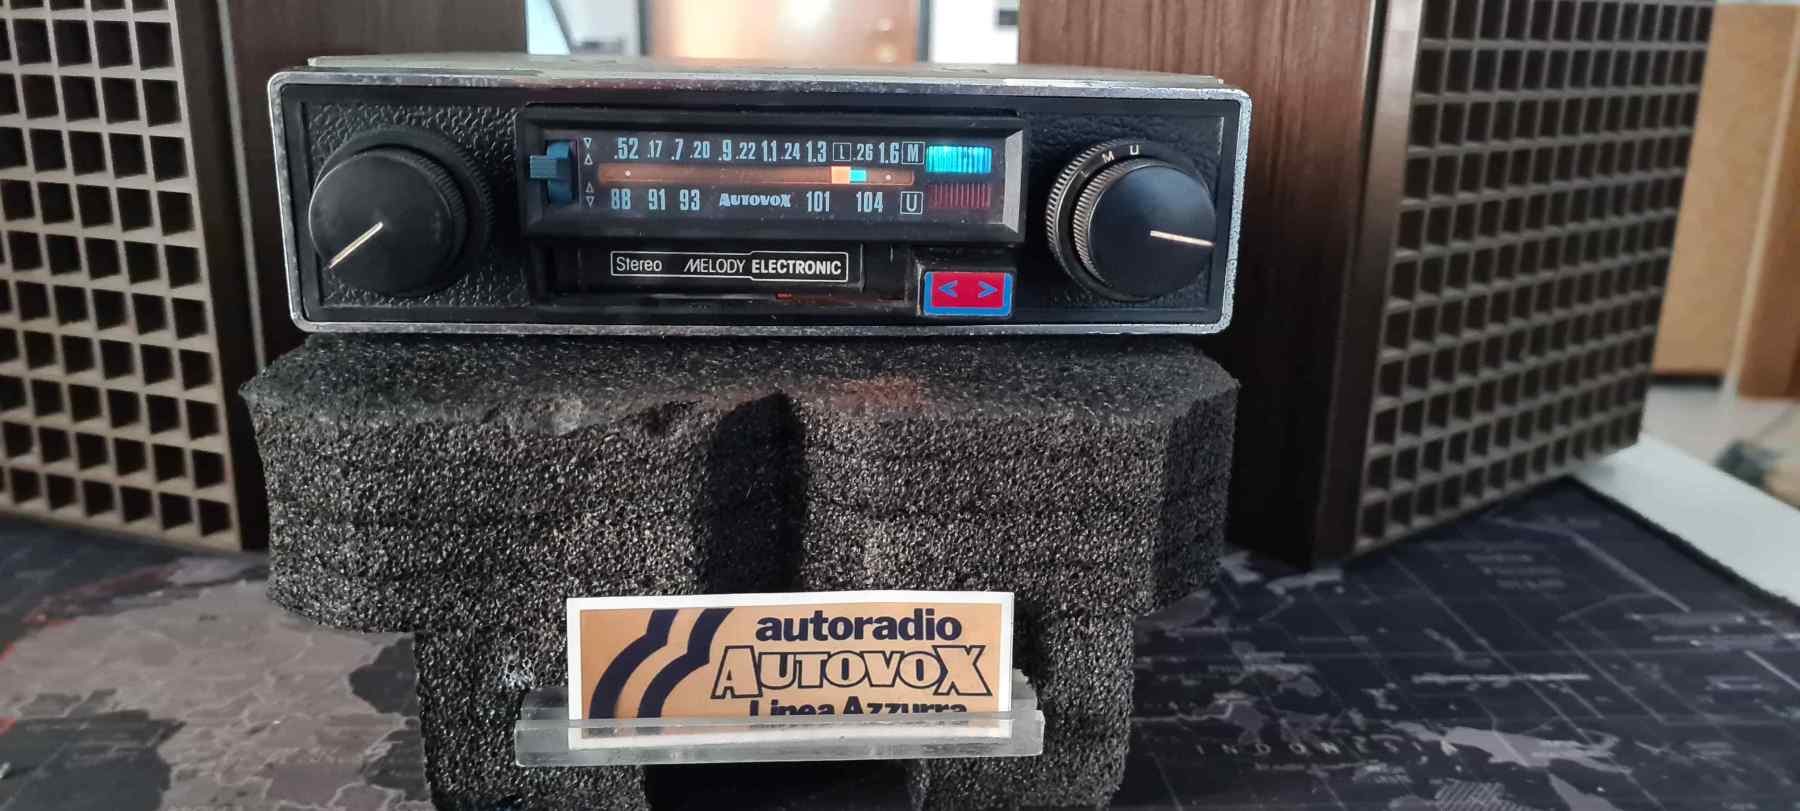 M U
.52 .17 .7 .20 .9 .22 1.1 .24 1.3 L .26 1.6 M
88 91 93 AUTOVOX 101 104 U
Stereo MELODY ELECTRONIC
< >
autoradio
AUTOVOX
Linea Azzurra
INDONESIA